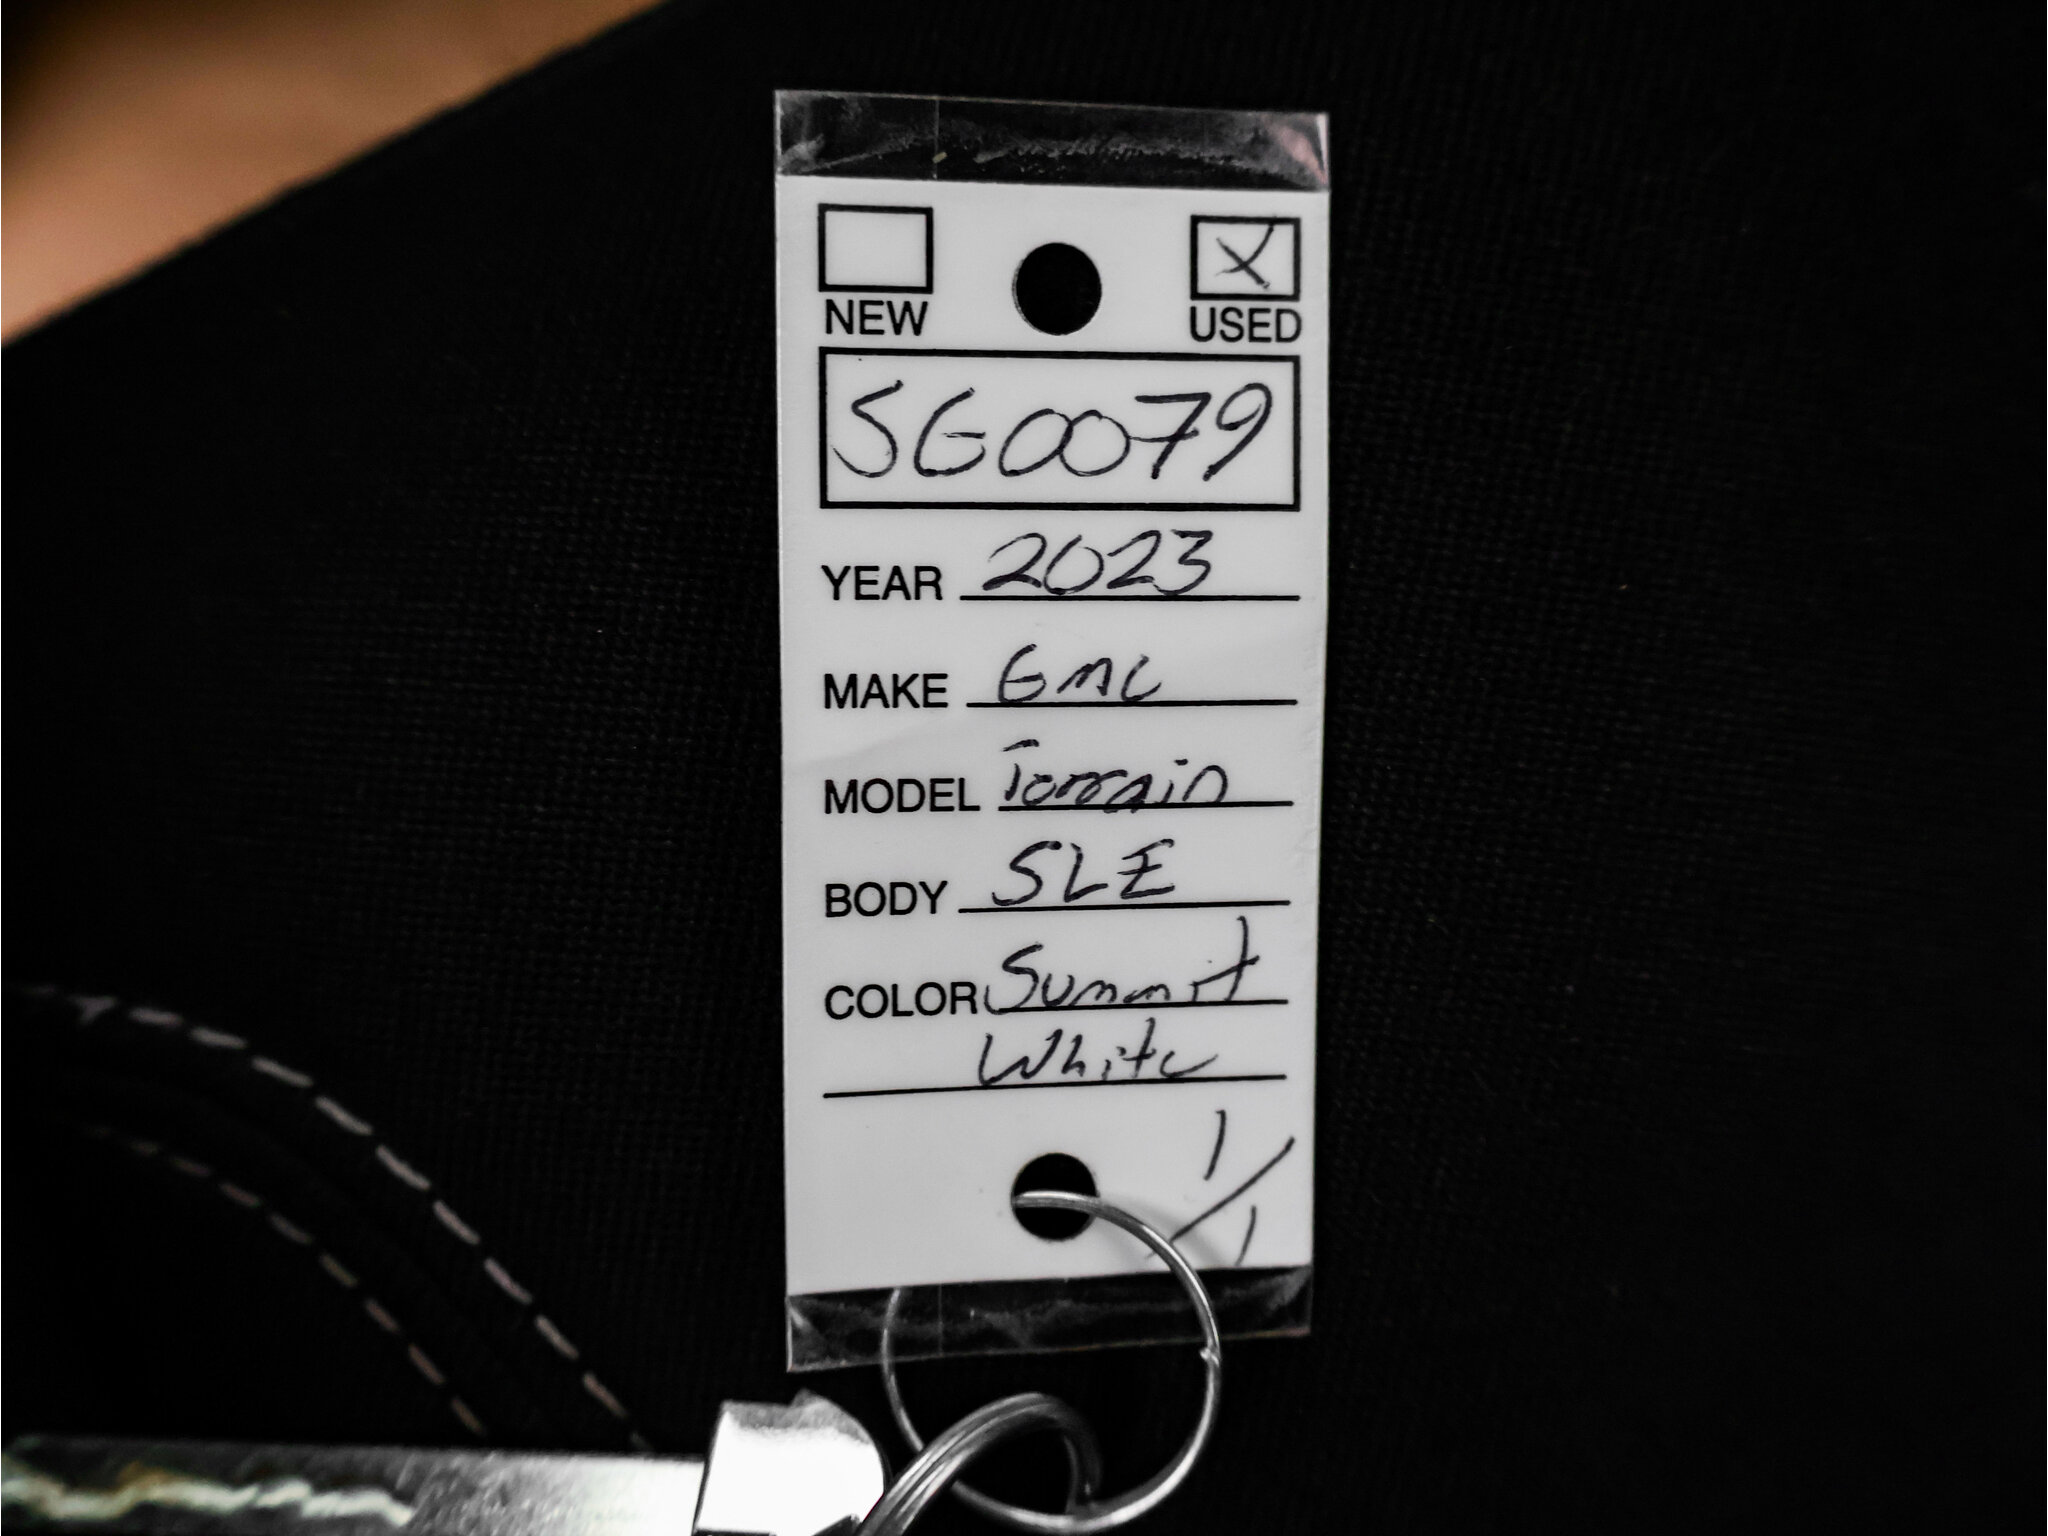 NEW USED
SG0079
YEAR 2023
MAKE GMC
MODEL Terrain
BODY SLE
COLOR Summit
White
1/1